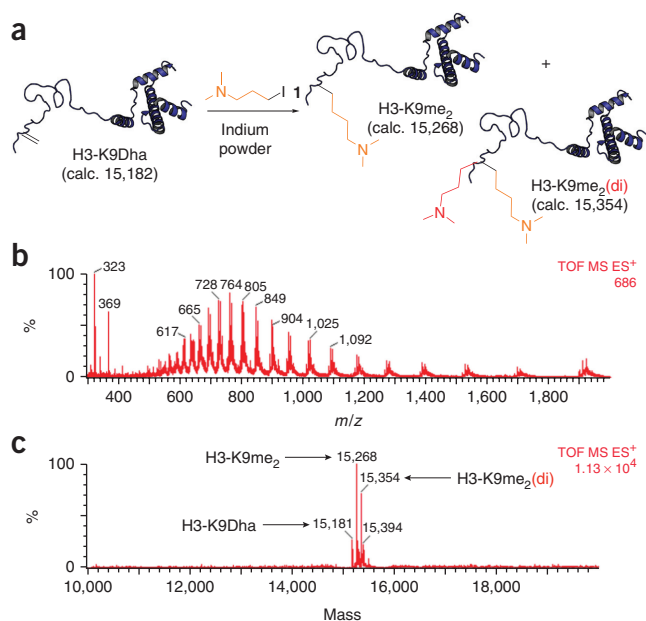 a
N
I 1
Indium
powder
H3-K9Dha
(calc. 15,182)
H3-K9me₂
(calc. 15,268)
N
+
H3-K9me₂(di)
(calc. 15,354)
N
N
b
TOF MS ES⁺
686
100
%
0
323
369
617
665
728
764
805
849
904
1,025
1,092
400
600
800
1,000
1,200
1,400
1,600
1,800
m/z
c
TOF MS ES⁺
1.13 × 10⁴
100
%
0
H3-K9me₂
15,268
15,354
H3-K9me₂(di)
H3-K9Dha
15,181
15,394
10,000
12,000
14,000
16,000
18,000
Mass